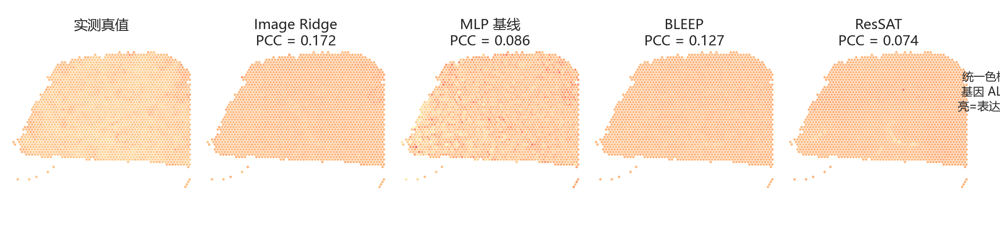 实测真值
Image Ridge
PCC = 0.172
MLP 基线
PCC = 0.086
BLEEP
PCC = 0.127
ResSAT
PCC = 0.074
统一色
基因 AL
亮=表达